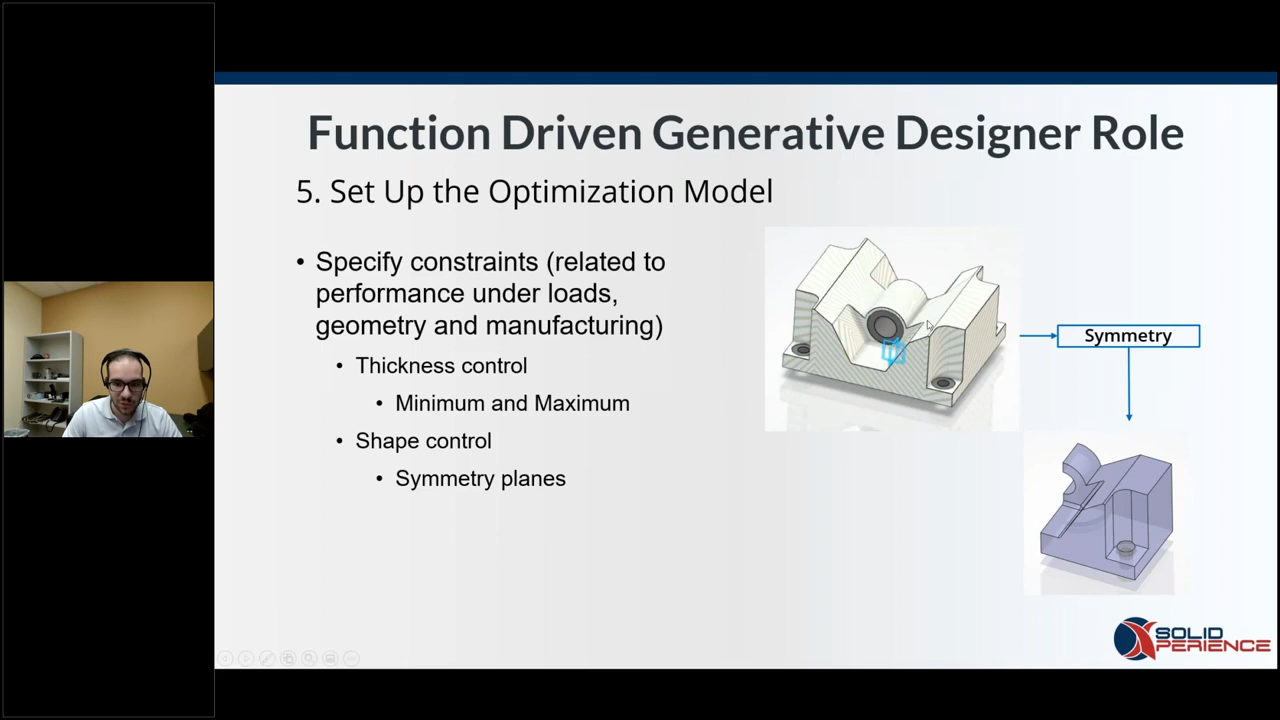 Function Driven Generative Designer Role
5. Set Up the Optimization Model
• Specify constraints (related to
performance under loads,
geometry and manufacturing)
• Thickness control
• Minimum and Maximum
• Shape control
• Symmetry planes
Symmetry
SOLID
XPERIENCE